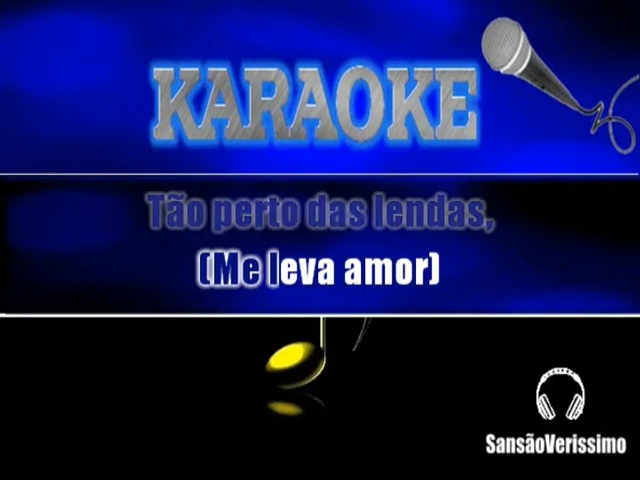 KARAOKE
Tão perto das lendas,
(Me leva amor)
SansãoVerissimo